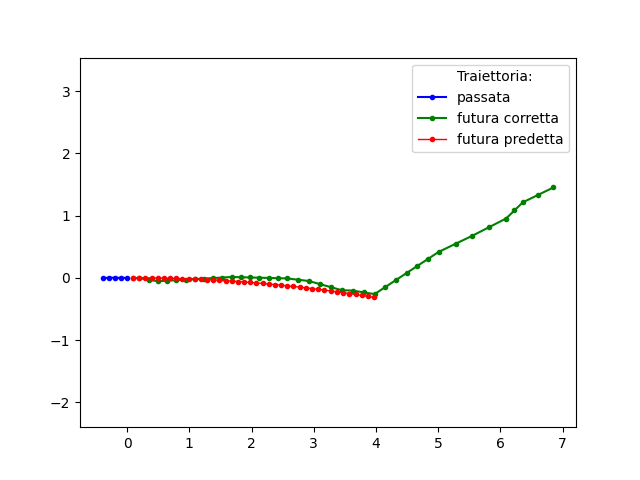 Traiettoria:
passata
futura corretta
futura predetta
3
2
1
0
−1
−2
0 1 2 3 4 5 6 7